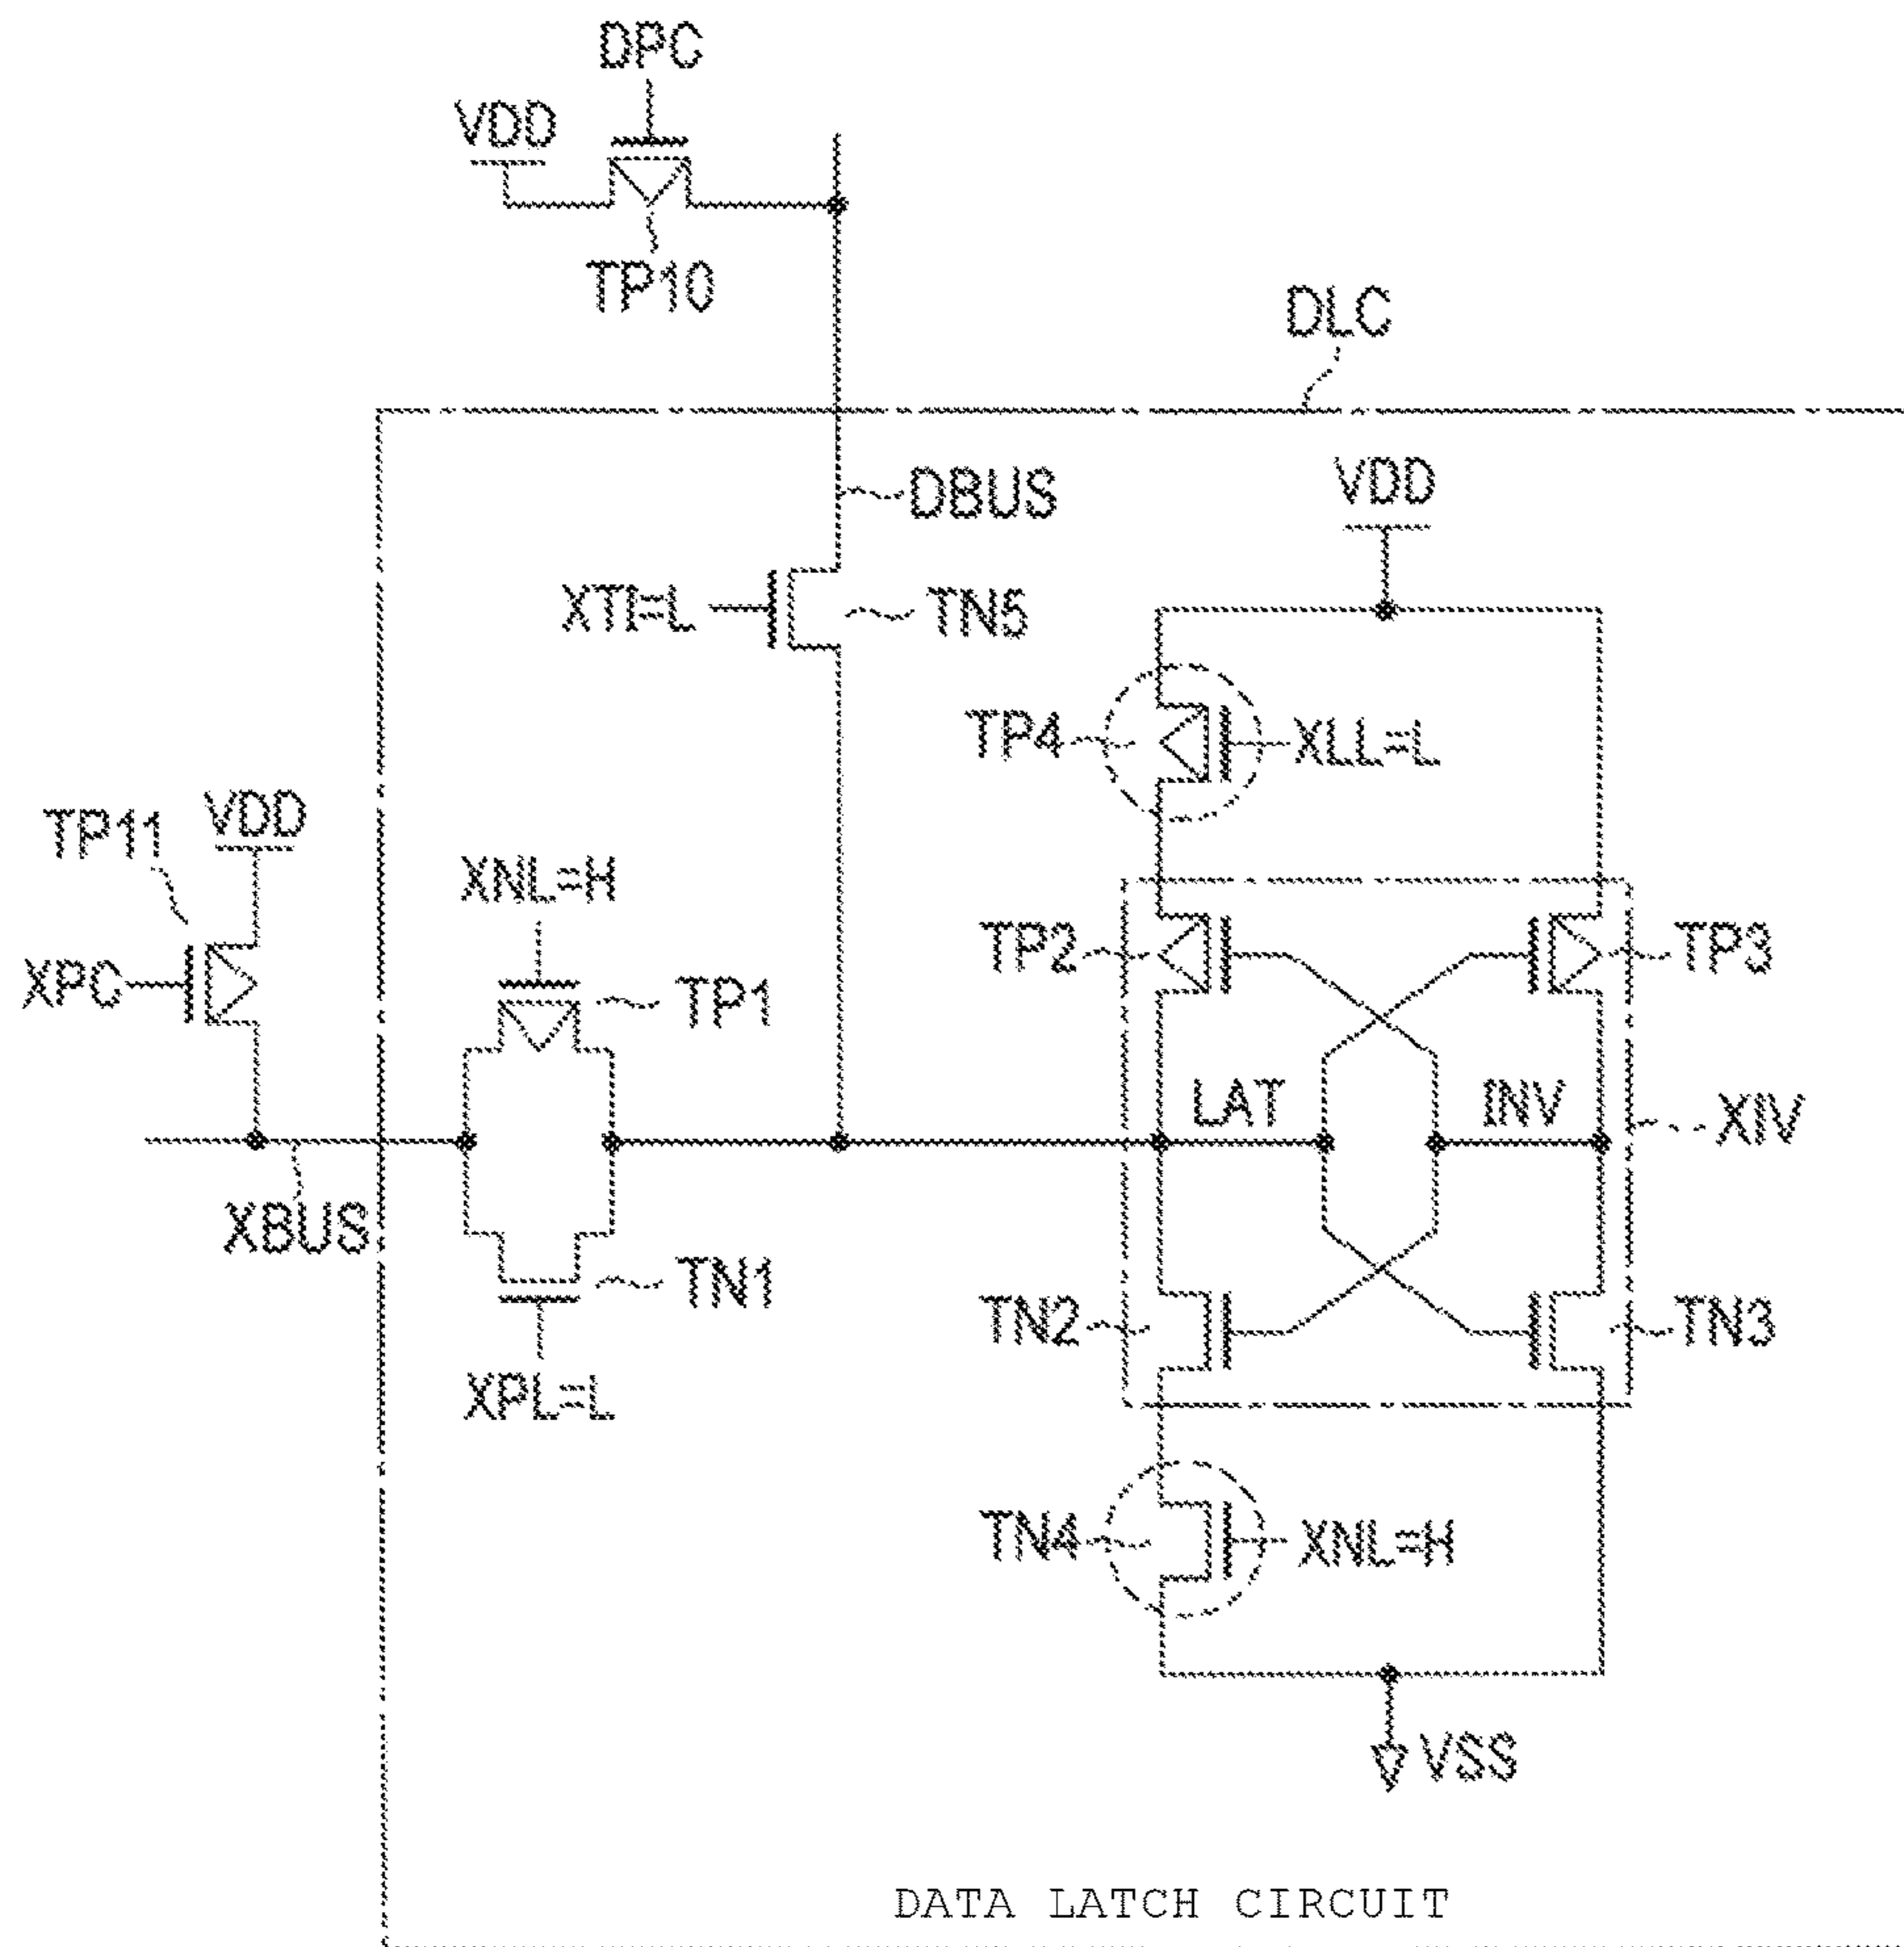 DPC
VDD
TP10
DLC
DBUS
VDD
XTI=L
TN5
TP4
XLL=L
TP11
VDD
XNL=H
XPC
TP1
TP2
TP3
LAT
INV
XIV
XBUS
TN1
TN2
TN3
XPL=L
TN4
XNL=H
VSS
DATA LATCH CIRCUIT